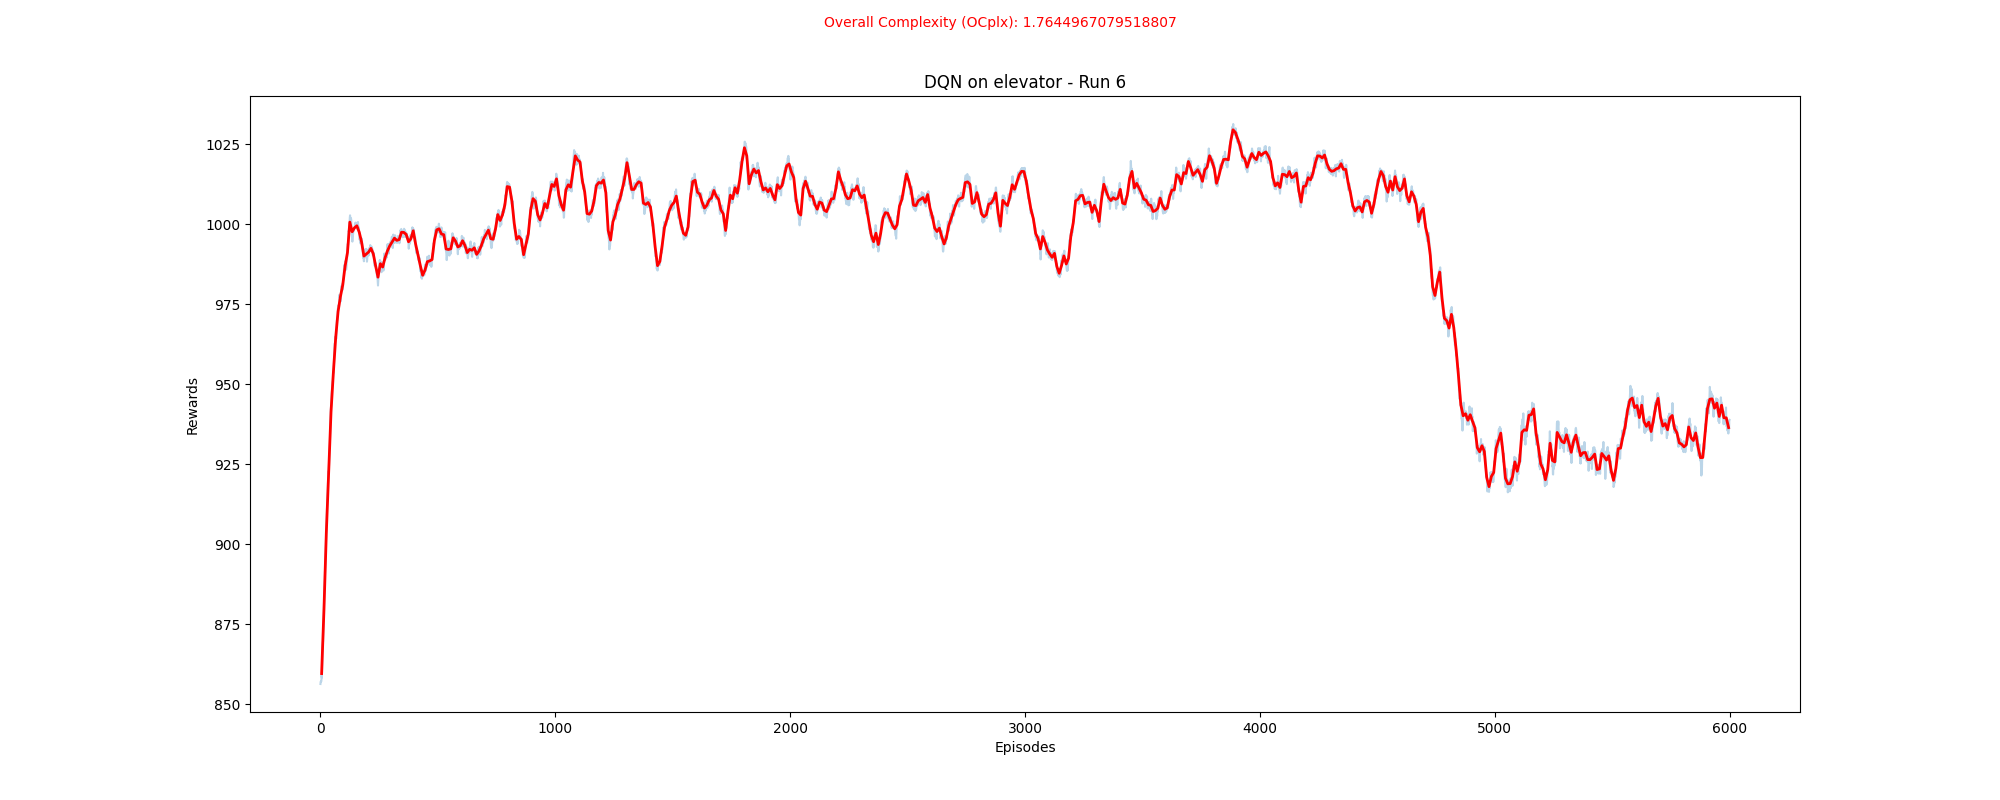 Overall Complexity (OCplx): 1.7644967079518807
DQN on elevator - Run 6
Rewards
1025
1000
975
950
925
900
875
850
0 1000 2000 3000 4000 5000 6000
Episodes